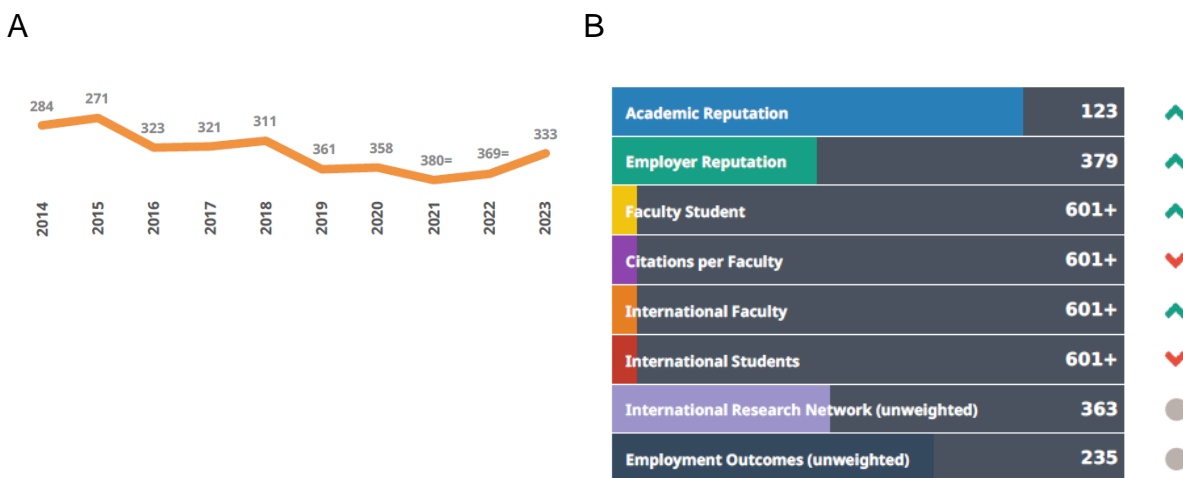 A
B
284
271
323
321
311
361
358
380=
369=
333
2014
2015
2016
2017
2018
2019
2020
2021
2022
2023
Academic Reputation 123
Employer Reputation 379
Faculty Student 601+
Citations per Faculty 601+
International Faculty 601+
International Students 601+
International Research Network (unweighted) 363
Employment Outcomes (unweighted) 235